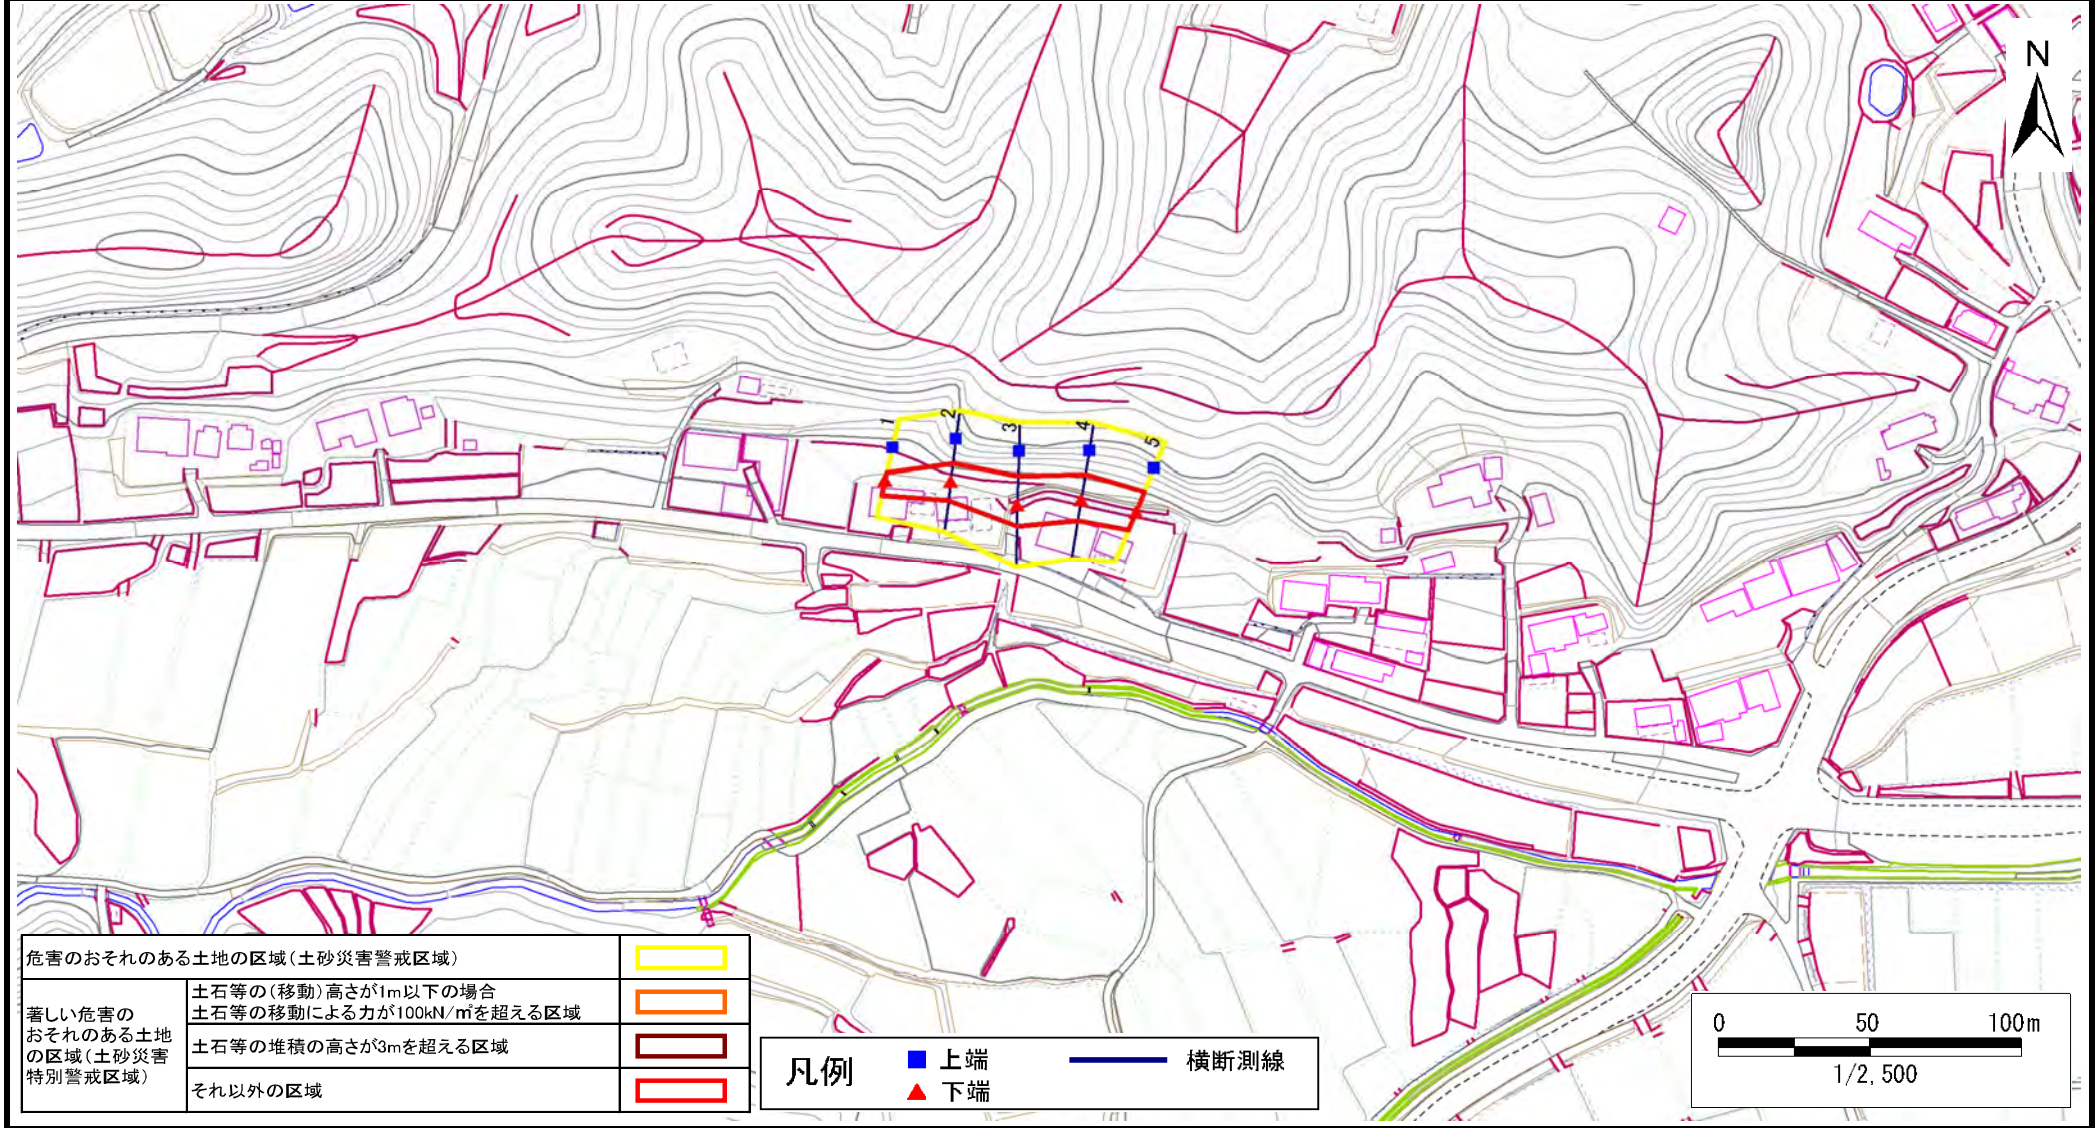 N
1
2
3
4
5
危害のおそれのある土地の区域(土砂災害警戒区域)
著しい危害の
おそれのある土地
の区域(土砂災害
特別警戒区域)
土石等の(移動)高さが1m以下の場合
土石等の移動による力が100kN/㎡を超える区域
土石等の堆積の高さが3mを超える区域
それ以外の区域
凡例
上端
下端
横断測線
0 50 100m
1/2,500